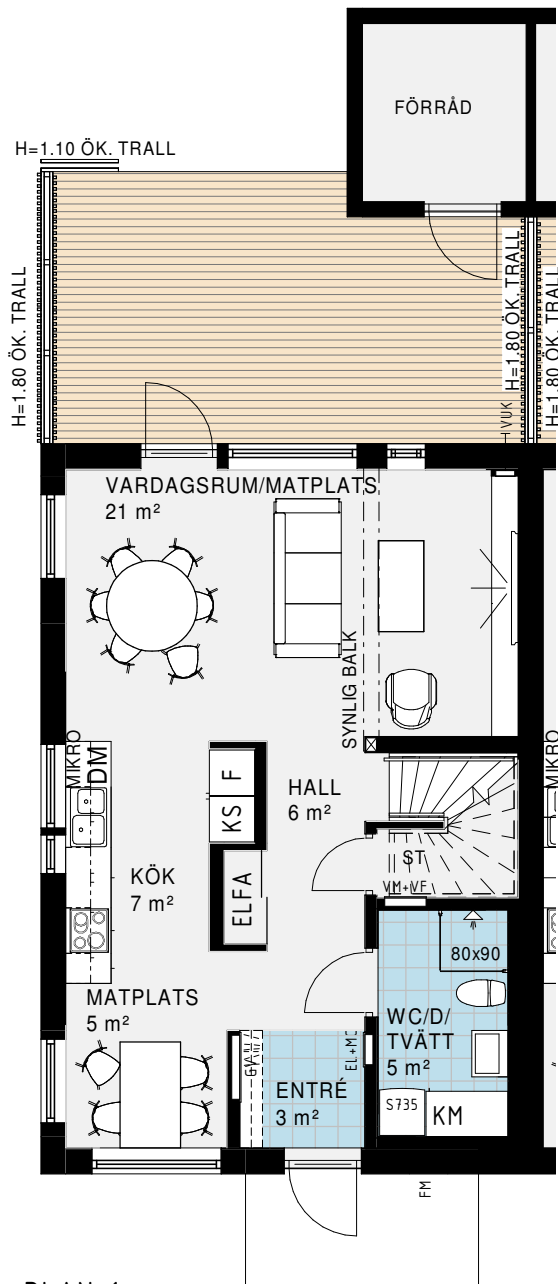 FÖRRÅD
H=1.10 ÖK. TRALL
H=1.80 ÖK. TRALL
H=1.80 ÖK. TRALL
H=1.80 ÖK. TRALL
VUK
VARDAGSRUM/MATPLATS
21 m²
SYNLIG BALK
MIKRO
DM
F
KS
HALL
6 m²
MIKRO
ST
VM+VF
ELFA
KÖK
7 m²
80x90
MATPLATS
5 m²
WC/D/
TVÄTT
5 m²
ENTRÉ
3 m²
S735
KM
FM